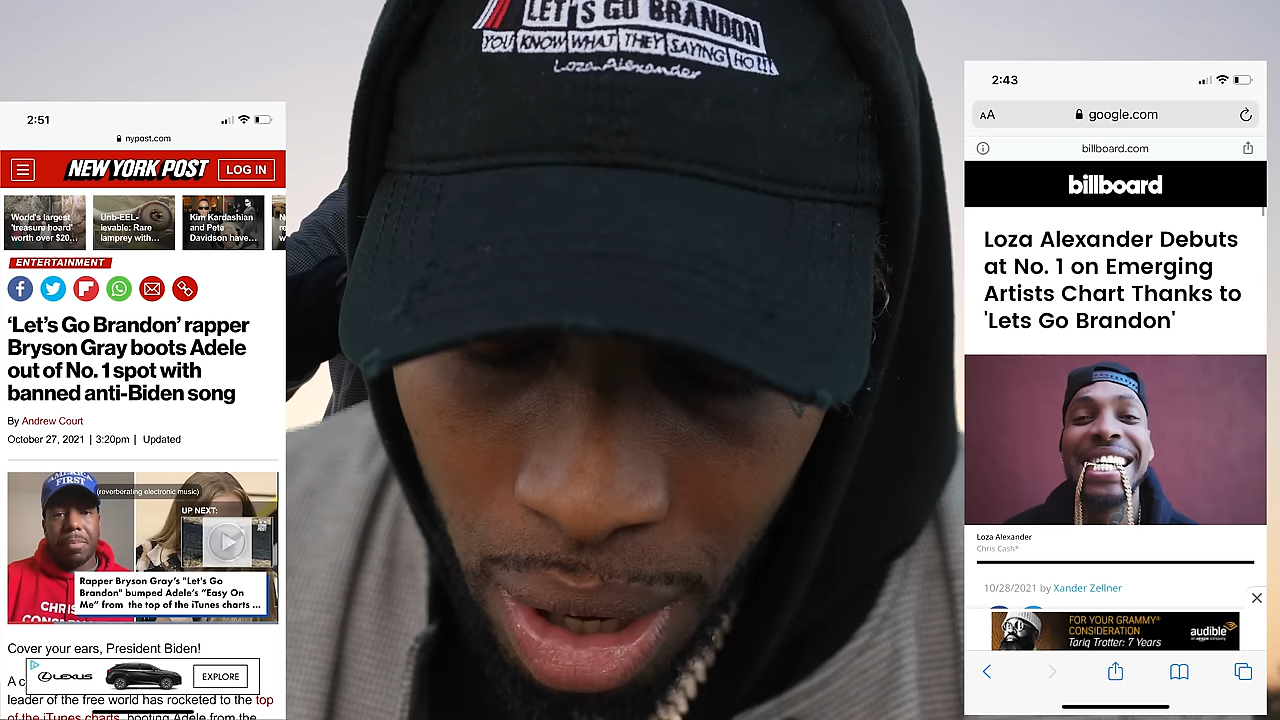 LET'S GO BRANDON
YOU KNOW WHAT THEY SAYING HO!!!
Loza Alexander
2:51
nypost.com
NEW YORK POST
LOG IN
World's largest
'treasure hoard'
worth over $20...
Unb-EEL-
ievable: Rare
lamprey with...
Kim Kardashian
and Pete
Davidson have...
ENTERTAINMENT
'Let's Go Brandon' rapper
Bryson Gray boots Adele
out of No. 1 spot with
banned anti-Biden song
By Andrew Court
October 27, 2021 | 3:20pm | Updated
AMERICA
FIRST
(reverberating electronic music)
UP NEXT:
Rapper Bryson Gray's "Let's Go
Brandon" bumped Adele's "Easy On
Me" from the top of the iTunes charts ...
Cover your ears, President Biden!
A c
LEXUS
EXPLORE
leader of the free world has rocketed to the top
of the iTunes charts, booting Adele from the
2:43
AA
google.com
billboard.com
billboard
Loza Alexander Debuts
at No. 1 on Emerging
Artists Chart Thanks to
'Lets Go Brandon'
Loza Alexander
Chris Cash*
10/28/2021 by Xander Zellner
FOR YOUR GRAMMY®
CONSIDERATION
Tariq Trotter: 7 Years
audible
an amazon company